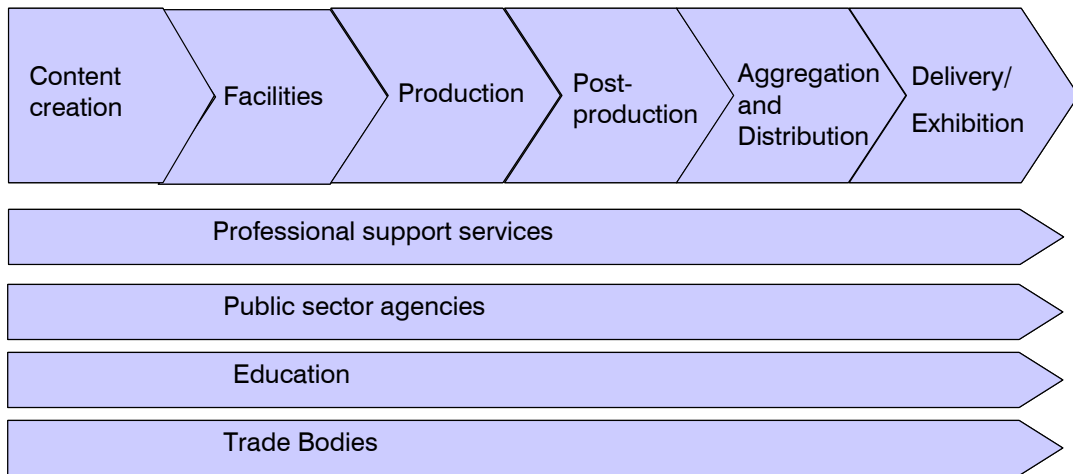 Content
creation
Facilities
Production
Post-
production
Aggregation
and
Distribution
Delivery/
Exhibition
Professional support services
Public sector agencies
Education
Trade Bodies